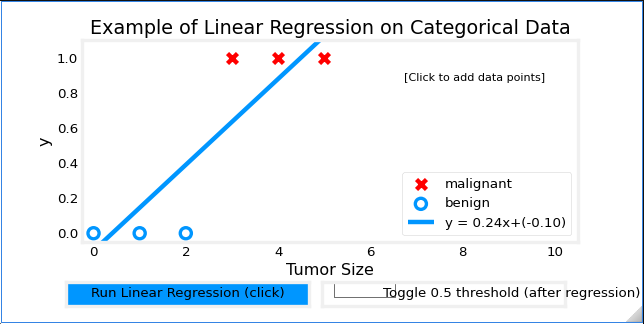 Example of Linear Regression on Categorical Data
1.0
0.8
0.6
0.4
0.2
0.0
y
[Click to add data points]
malignant
benign
y = 0.24x+(-0.10)
0 2 4 6 8 10
Tumor Size
Run Linear Regression (click)
Toggle 0.5 threshold (after regression)